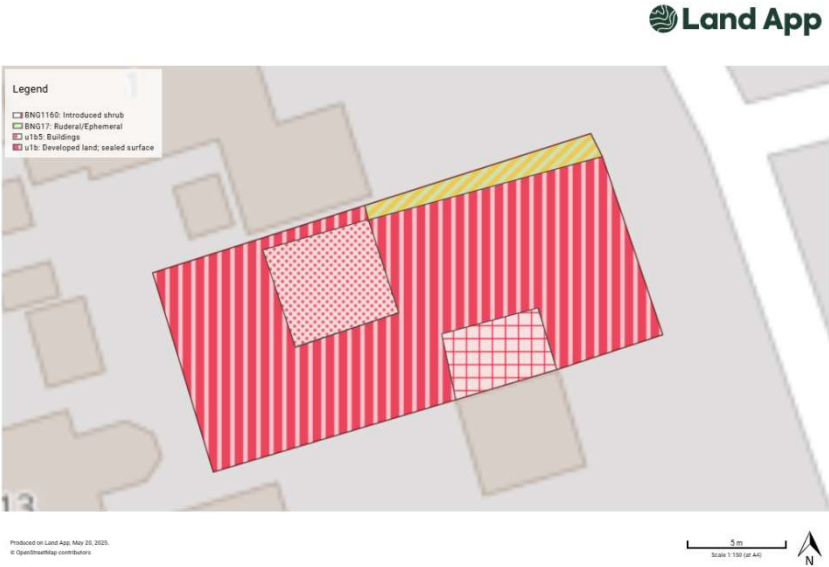 Land App
1
Legend
BNG1160: Introduced shrub
BNG17: Ruderal/Ephemeral
u1b5: Buildings
u1b: Developed land; sealed surface
13
Produced on Land App, May 20, 2025.
© OpenStreetMap contributors
5 m
Scale 1:150 (at A4)
N